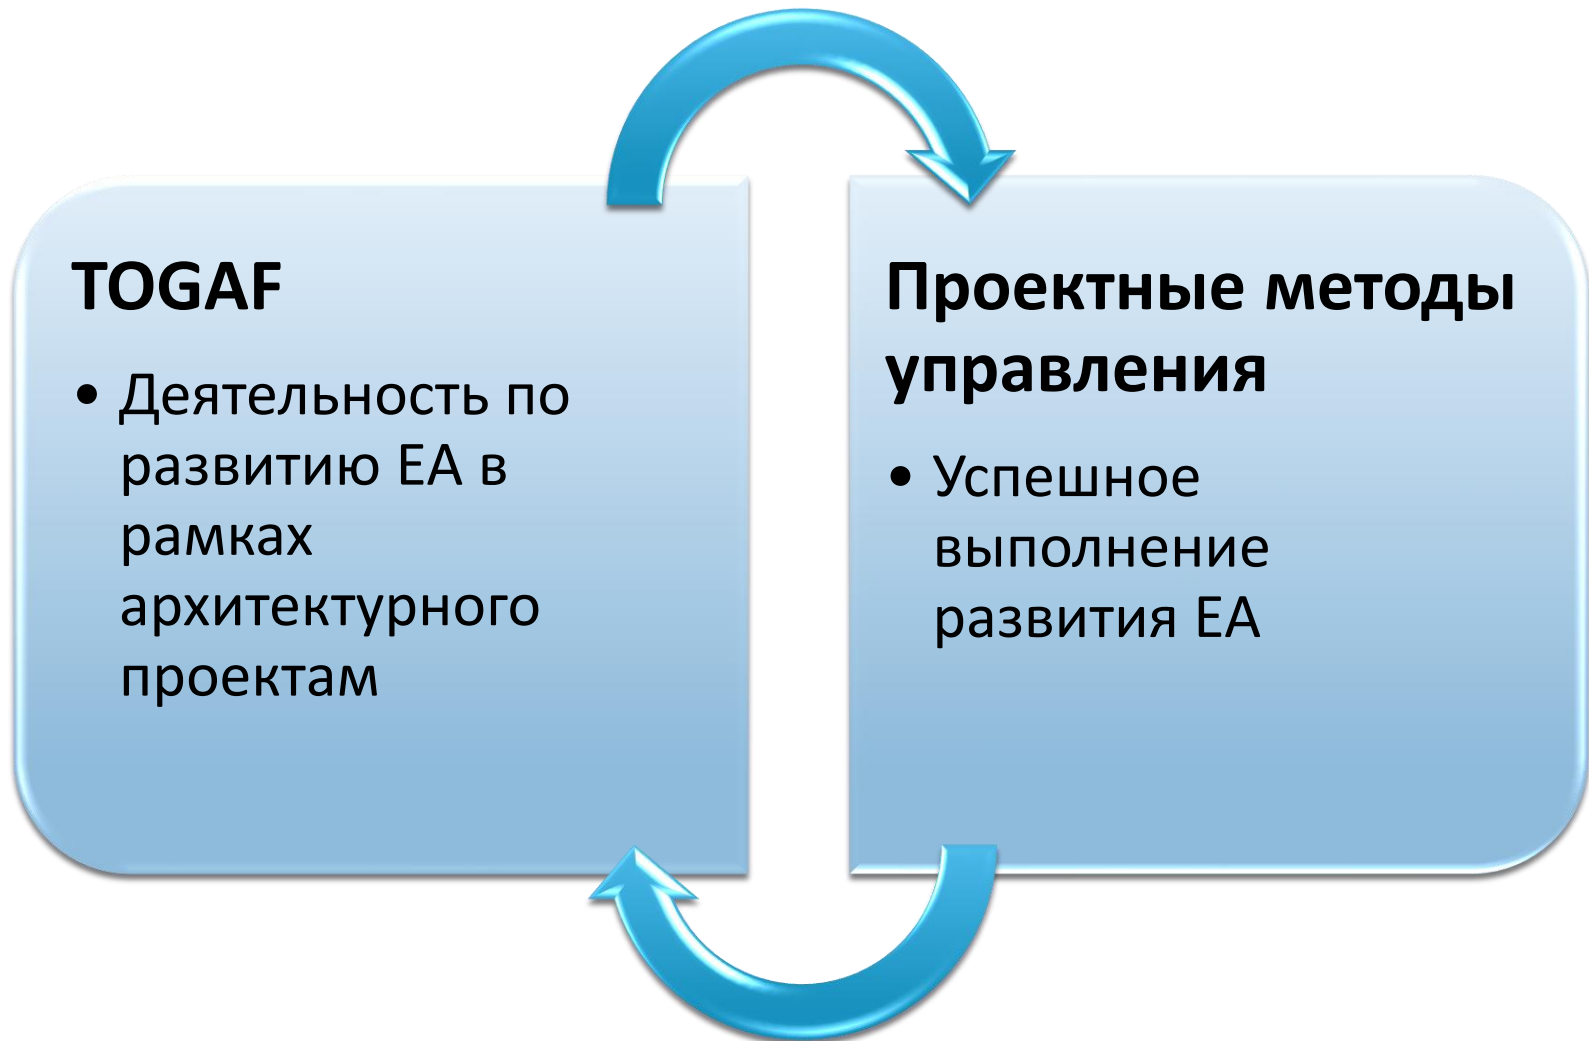 TOGAF
• Деятельность по
развитию EA в
рамках
архитектурного
проектам
Проектные методы
управления
• Успешное
выполнение
развития EA